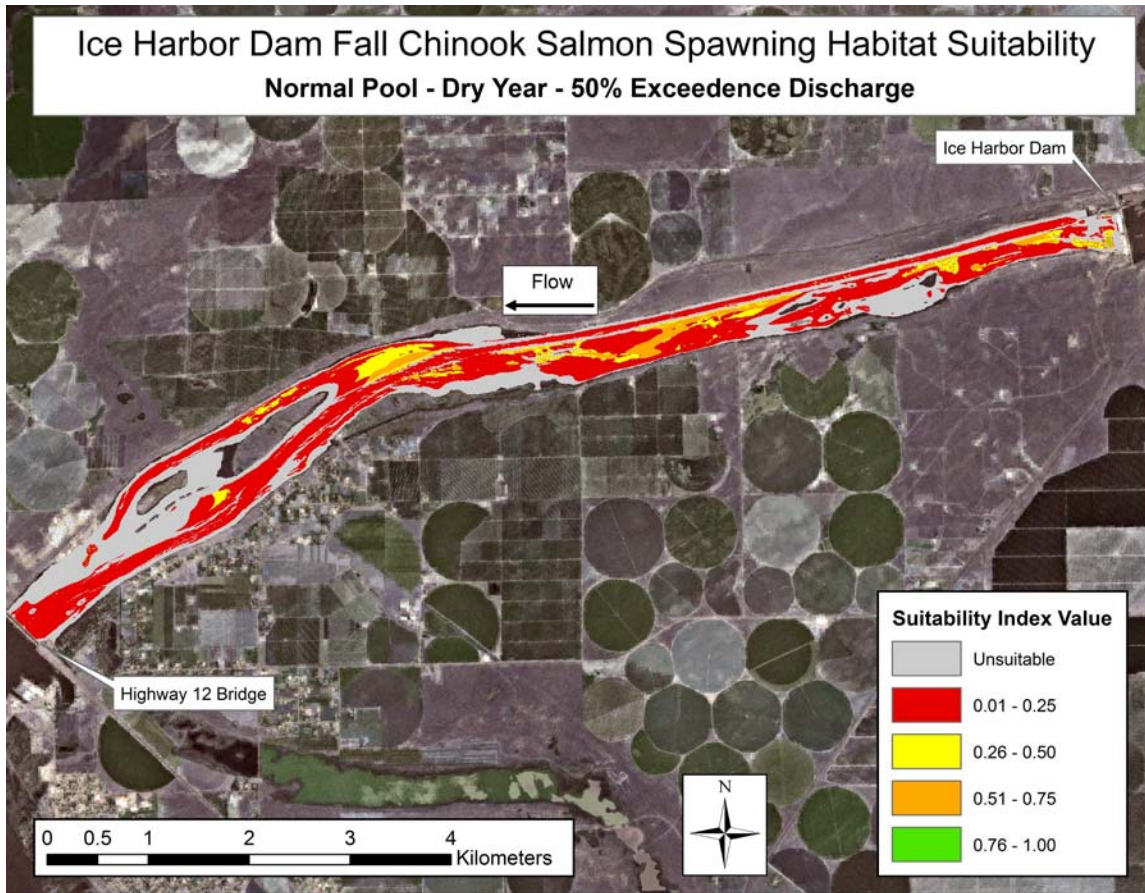 Ice Harbor Dam Fall Chinook Salmon Spawning Habitat Suitability
Normal Pool - Dry Year - 50% Exceedence Discharge
Ice Harbor Dam
Flow
Highway 12 Bridge
Suitability Index Value
Unsuitable
0.01 - 0.25
0.26 - 0.50
0.51 - 0.75
0.76 - 1.00
N
0 0.5 1 2 3 4
Kilometers